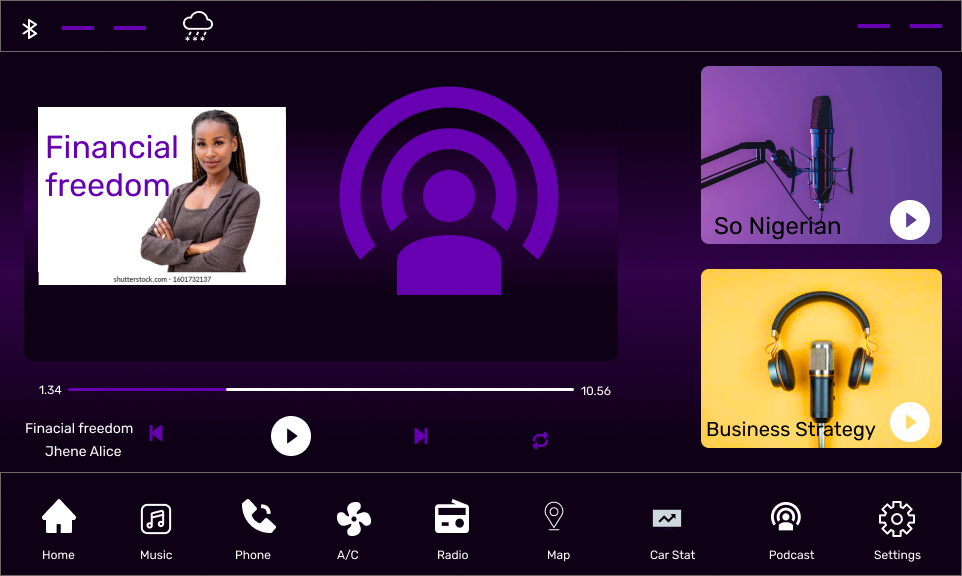 Financial
freedom
shutterstock.com · 1601732137
So Nigerian
Business Strategy
1.34
10.56
Finacial freedom
Jhene Alice
Home
Music
Phone
A/C
Radio
Map
Car Stat
Podcast
Settings